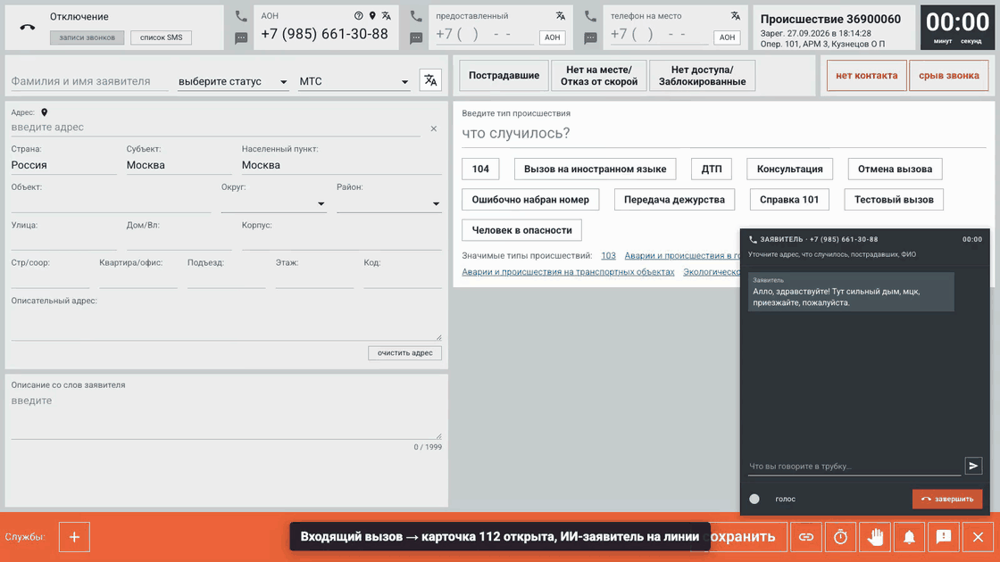 Отключение
записи звонков
список SMS
АОН
+7 (985) 661-30-88
предоставленный
+7 (   )   - -
АОН
телефон на место
+7 (   )   - -
АОН
Происшествие 36900060
Зарег. 27.09.2026 в 18:14:28
Опер. 101, АРМ 3, Кузнецов О П
00:00
минут секунд
Фамилия и имя заявителя
выберите статус
МТС
Пострадавшие
Нет на месте/
Отказ от скорой
Нет доступа/
Заблокированные
нет контакта
срыв звонка
Адрес:
введите адрес
Страна:
Субъект:
Населенный пункт:
Россия
Москва
Москва
Объект:
Округ:
Район:
Улица:
Дом/Вл:
Корпус:
Стр/соор:
Квартира/офис:
Подъезд:
Этаж:
Код:
Описательный адрес:
очистить адрес
Описание со слов заявителя
введите
0 / 1999
Введите тип происшествия
что случилось?
104
Вызов на иностранном языке
ДТП
Консультация
Отмена вызова
Ошибочно набран номер
Передача дежурства
Справка 101
Тестовый вызов
Человек в опасности
Значимые типы происшествий: 103 Аварии и происшествия в го
Аварии и происшествия на транспортных объектах Экологическо
ЗАЯВИТЕЛЬ · +7 (985) 661-30-88
00:00
Уточните адрес, что случилось, пострадавших, ФИО
Заявитель
Алло, здравствуйте! Тут сильный дым, мцк,
приезжайте, пожалуйста.
Что вы говорите в трубку...
голос
завершить
Службы:
Входящий вызов → карточка 112 открыта, ИИ-заявитель на линии
охранить